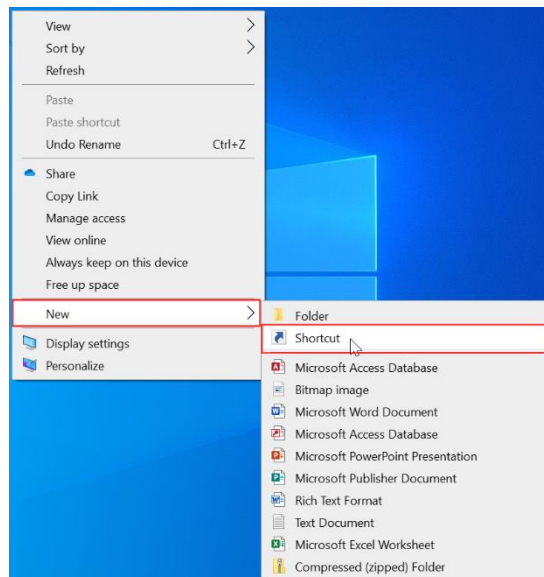 View
Sort by
Refresh
Paste
Paste shortcut
Undo Rename Ctrl+Z
Share
Copy Link
Manage access
View online
Always keep on this device
Free up space
New
Display settings
Personalize
Folder
Shortcut
Microsoft Access Database
Bitmap image
Microsoft Word Document
Microsoft Access Database
Microsoft PowerPoint Presentation
Microsoft Publisher Document
Rich Text Format
Text Document
Microsoft Excel Worksheet
Compressed (zipped) Folder